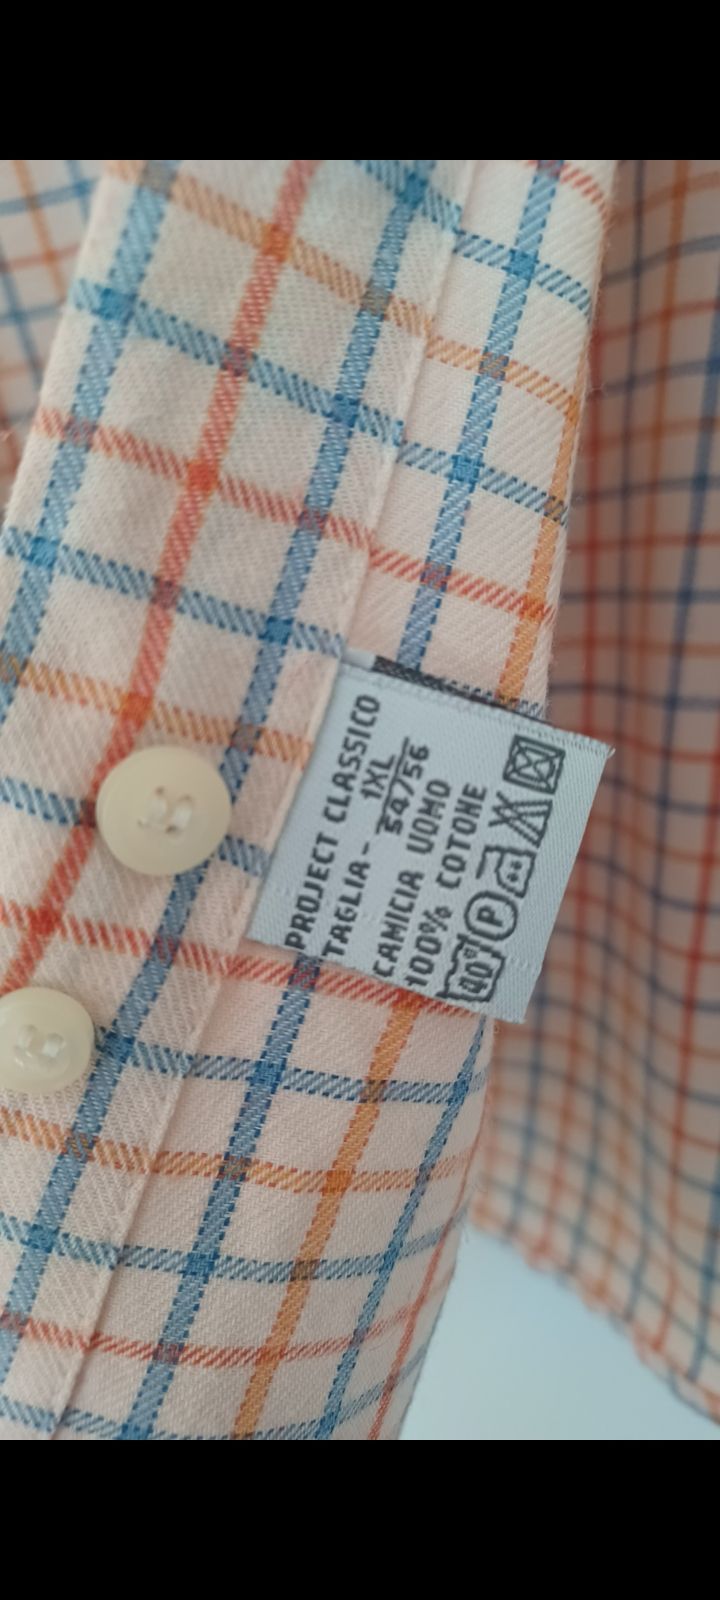 PROJECT CLASSICO
TAGLIA - 1XL
54/56
CAMICIA UOMO
100% COTONE
40° P